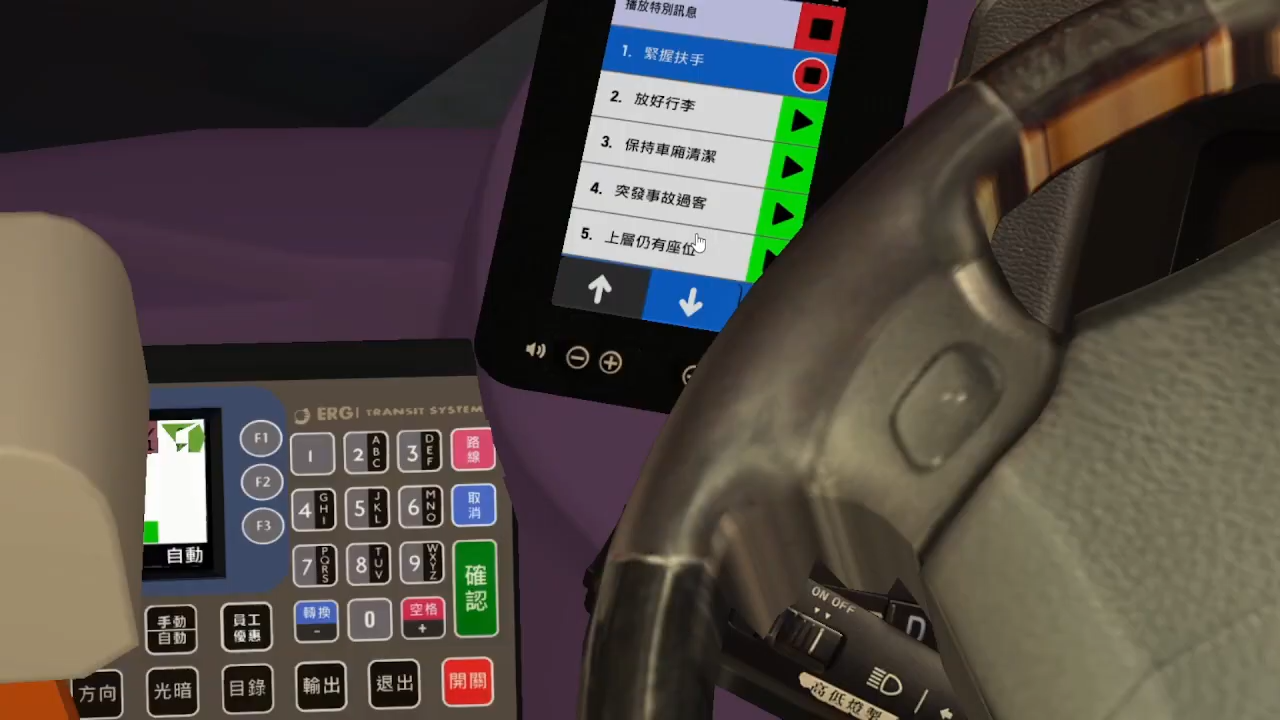 播放特別訊息
1. 緊握扶手
2. 放好行李
3. 保持車廂清潔
4. 突發事故過客
5. 上層仍有座位
ERG TRANSIT SYSTEM
F1
F2
F3
自動
1 2 ABC 3 DEF 路線
4 GHI 5 JKL 6 MNO 取消
7 PQRS 8 TUV 9 WXYZ 確認
轉換 - 0 空格 +
手動 自動 員工優惠
方向 光暗 目錄 輸出 退出 開關
ON OFF
D
高低燈掣